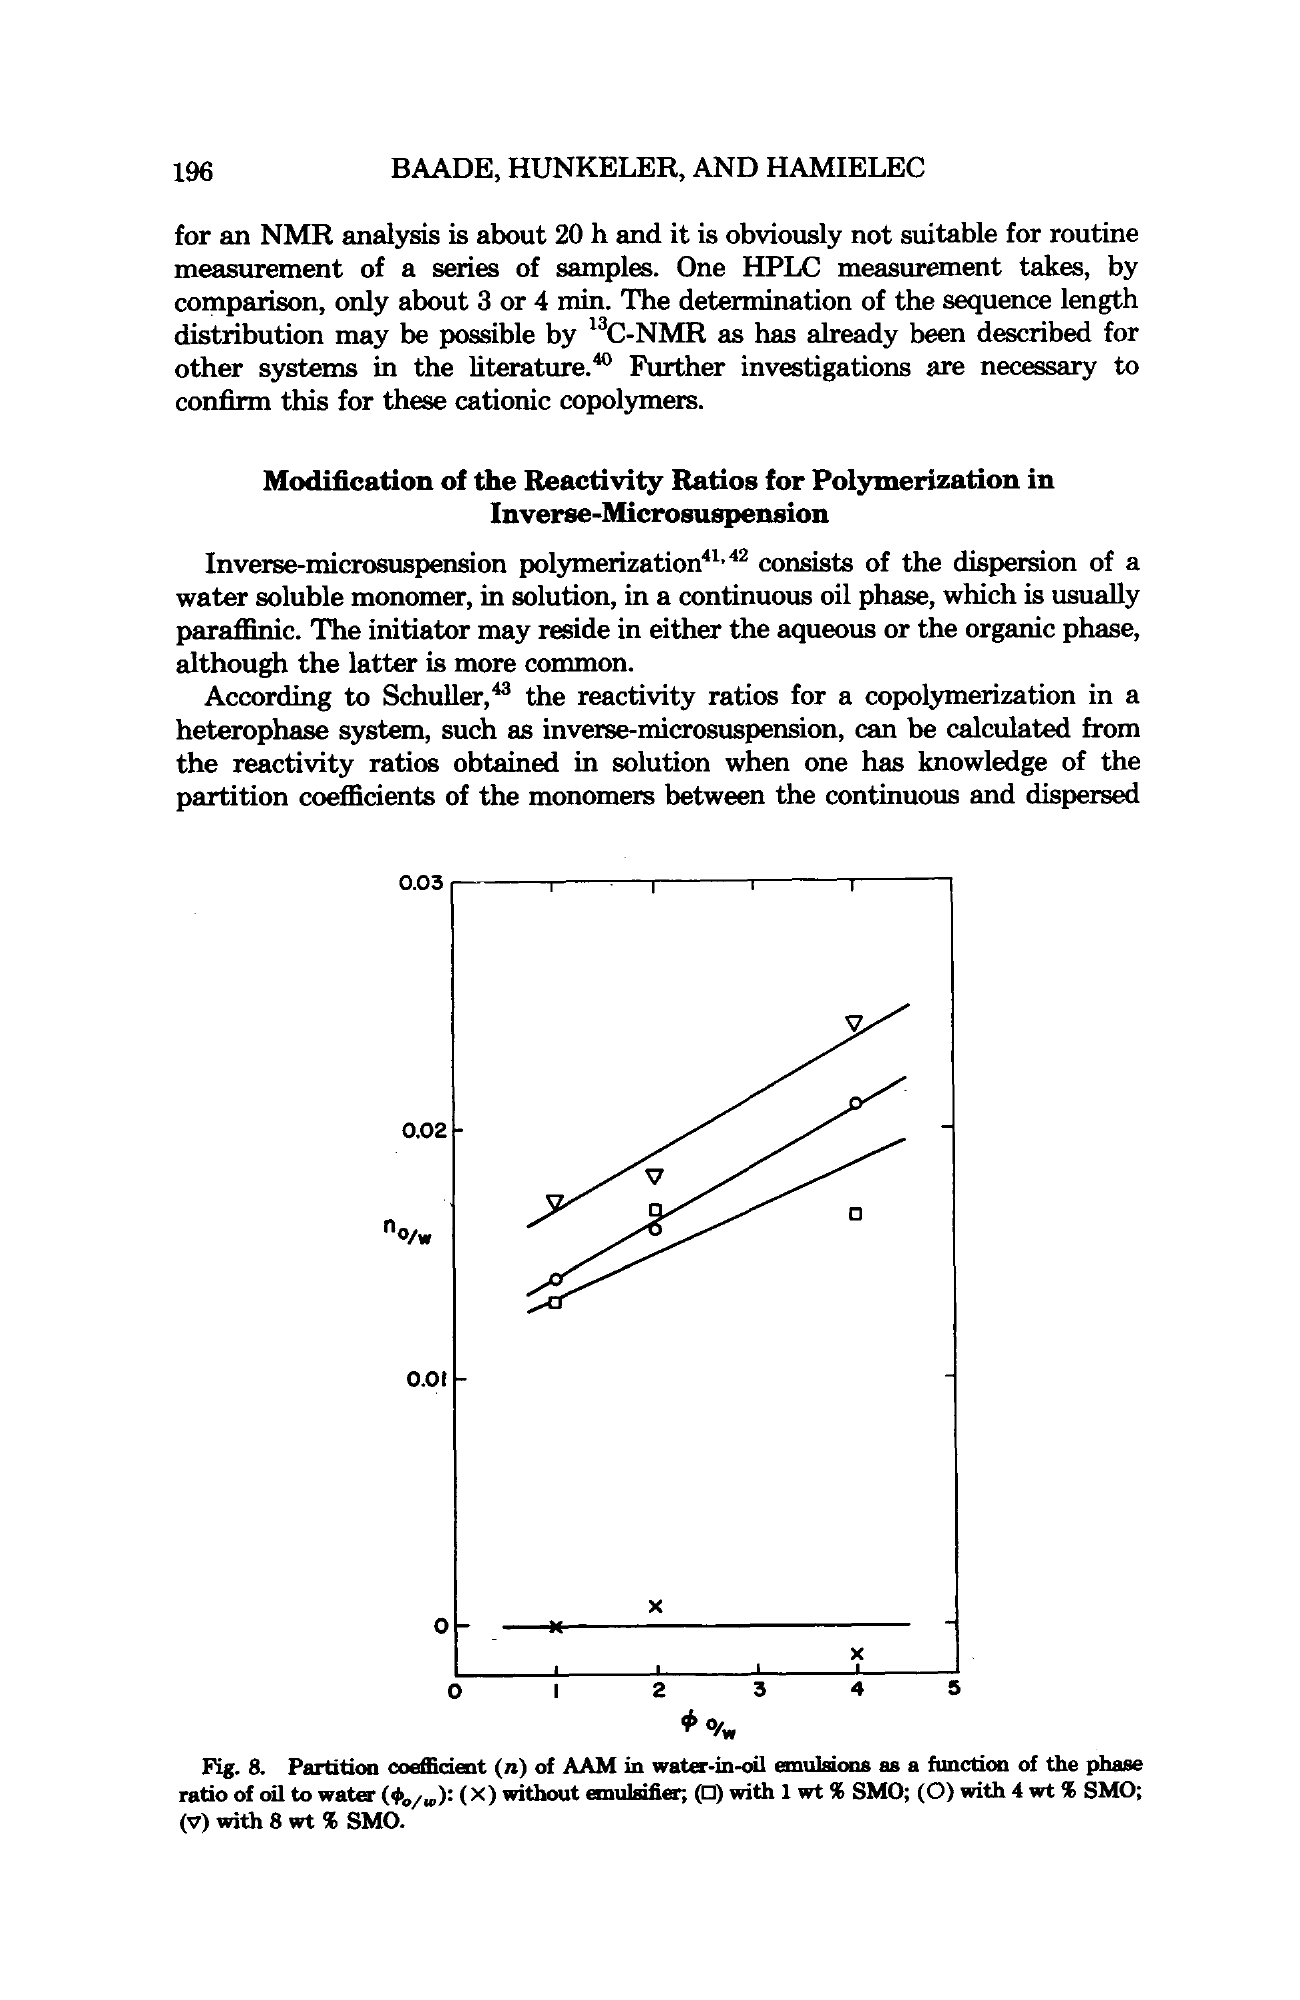 196 BAADE, HUNKELER, AND HAMIELEC
for an NMR analysis is about 20 h and it is obviously not suitable for routine
measurement of a series of samples. One HPLC measurement takes, by
comparison, only about 3 or 4 min. The determination of the sequence length
distribution may be possible by ¹³C-NMR as has already been described for
other systems in the literature.⁴⁰ Further investigations are necessary to
confirm this for these cationic copolymers.
Modification of the Reactivity Ratios for Polymerization in
Inverse-Microsuspension
Inverse-microsuspension polymerization⁴¹,⁴² consists of the dispersion of a
water soluble monomer, in solution, in a continuous oil phase, which is usually
paraffinic. The initiator may reside in either the aqueous or the organic phase,
although the latter is more common.
According to Schuller,⁴³ the reactivity ratios for a copolymerization in a
heterophase system, such as inverse-microsuspension, can be calculated from
the reactivity ratios obtained in solution when one has knowledge of the
partition coefficients of the monomers between the continuous and dispersed
0.03
0.02
n o/w
0.01
0
0 1 2 3 4 5
ϕ o/w
Fig. 8. Partition coefficient (n) of AAM in water-in-oil emulsions as a function of the phase
ratio of oil to water (ϕo/w): (×) without emulsifier; (□) with 1 wt % SMO; (○) with 4 wt % SMO;
(▽) with 8 wt % SMO.